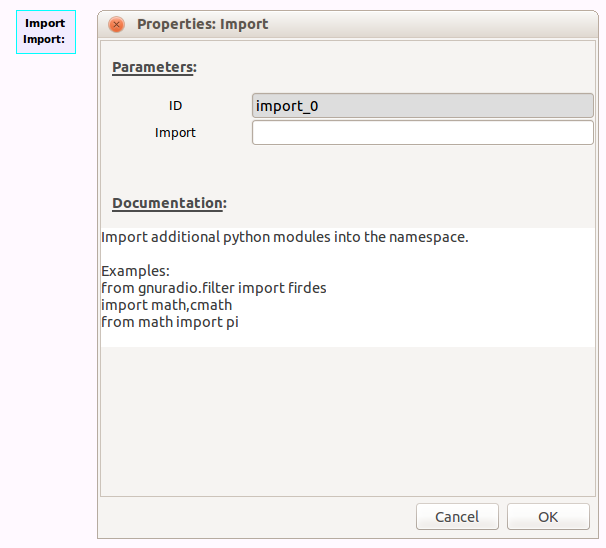 Import
Import:
Properties: Import
Parameters:
ID
import_0
Import
Documentation:
Import additional python modules into the namespace.
Examples:
from gnuradio.filter import firdes
import math,cmath
from math import pi
Cancel
OK